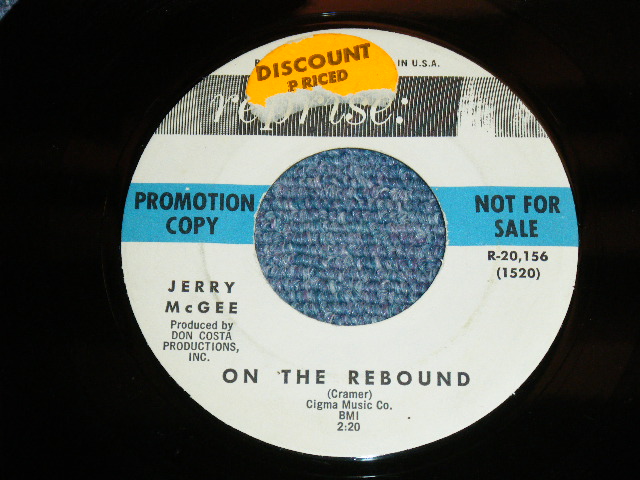 DISCOUNT
PRICED
IN U.S.A.
reprise:
PROMOTION
COPY
NOT FOR
SALE
R-20,156
(1520)
JERRY
McGEE
Produced by
DON COSTA
PRODUCTIONS,
INC.
ON THE REBOUND
(Cramer)
Cigma Music Co.
BMI
2:20